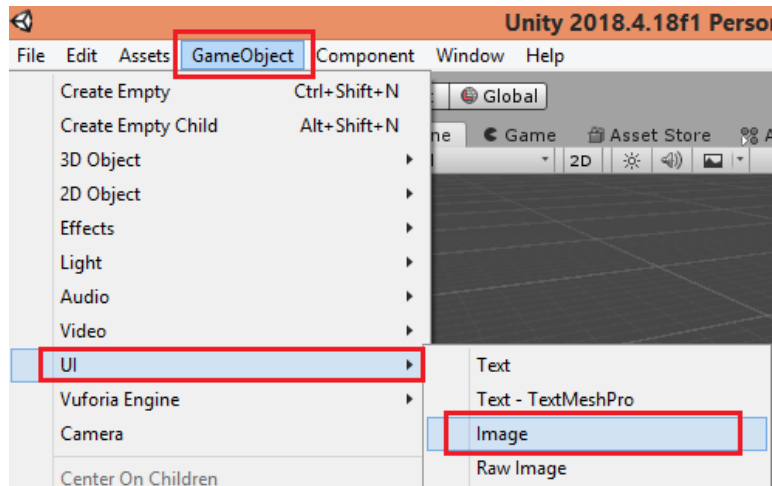 Unity 2018.4.18f1 Person
File Edit Assets GameObject Component Window Help
Create Empty Ctrl+Shift+N
Global
Create Empty Child Alt+Shift+N
Game Asset Store
3D Object
2D
2D Object
Effects
Light
Audio
Video
UI
Text
Vuforia Engine
Text - TextMeshPro
Camera
Image
Center On Children
Raw Image